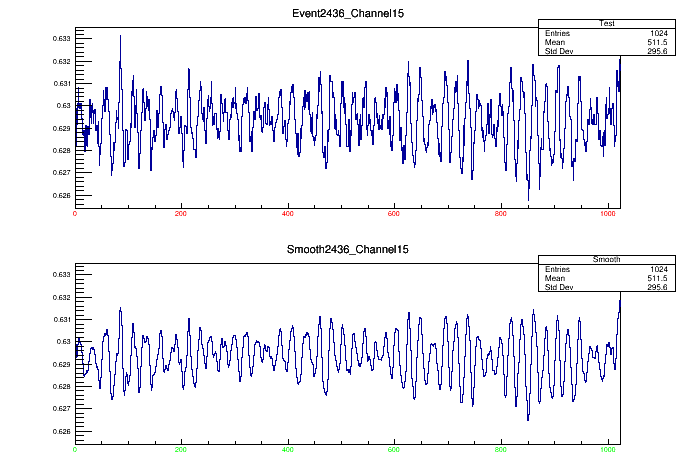 Event2436_Channel15
Test
Entries 1024
Mean 511.5
Std Dev 295.6
0.633
0.632
0.631
0.63
0.629
0.628
0.627
0.626
0 200 400 600 800 1000
Smooth2436_Channel15
Smooth
Entries 1024
Mean 511.5
Std Dev 295.6
0.633
0.632
0.631
0.63
0.629
0.628
0.627
0.626
0 200 400 600 800 1000